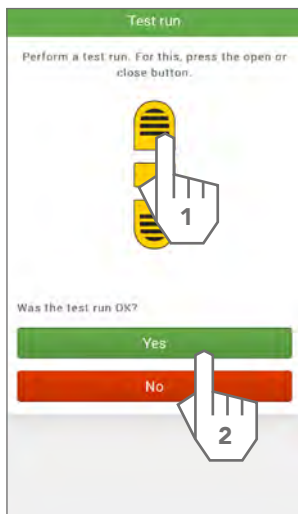 Test run
Perform a test run. For this, press the open or
close button.
1
Was the test run OK?
Yes
No
2